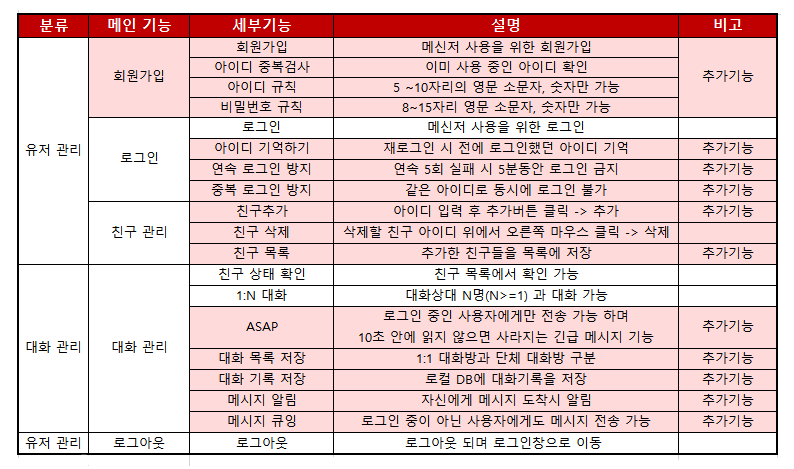 분류 메인 기능 세부기능 설명 비고
회원가입 메신저 사용을 위한 회원가입
아이디 중복검사 이미 사용 중인 아이디 확인
회원가입 추가기능
아이디 규칙 5 ~10자리의 영문 소문자, 숫자만 가능
비밀번호 규칙 8~15자리 영문 소문자, 숫자만 가능
로그인 메신저 사용을 위한 로그인
유저 관리 아이디 기억하기 재로그인 시 전에 로그인했던 아이디 기억 추가기능
로그인
연속 로그인 방지 연속 5회 실패 시 5분동안 로그인 금지 추가기능
중복 로그인 방지 같은 아이디로 동시에 로그인 불가 추가기능
친구추가 아이디 입력 후 추가버튼 클릭 -> 추가 추가기능
친구 관리 친구 삭제 삭제할 친구 아이디 위에서 오른쪽 마우스 클릭 -> 삭제
친구 목록 추가한 친구들을 목록에 저장 추가기능
친구 상태 확인 친구 목록에서 확인 가능
1:N 대화 대화상대 N명(N>=1) 과 대화 가능
로그인 중인 사용자에게만 전송 가능 하며
ASAP 추가기능
10초 안에 읽지 않으면 사라지는 긴급 메시지 기능
대화 관리 대화 관리
대화 목록 저장 1:1 대화방과 단체 대화방 구분 추가기능
대화 기록 저장 로컬 DB에 대화기록을 저장 추가기능
메시지 알림 자신에게 메시지 도착시 알림 추가기능
메시지 큐잉 로그인 중이 아닌 사용자에게도 메시지 전송 가능 추가기능
유저 관리 로그아웃 로그아웃 로그아웃 되며 로그인창으로 이동